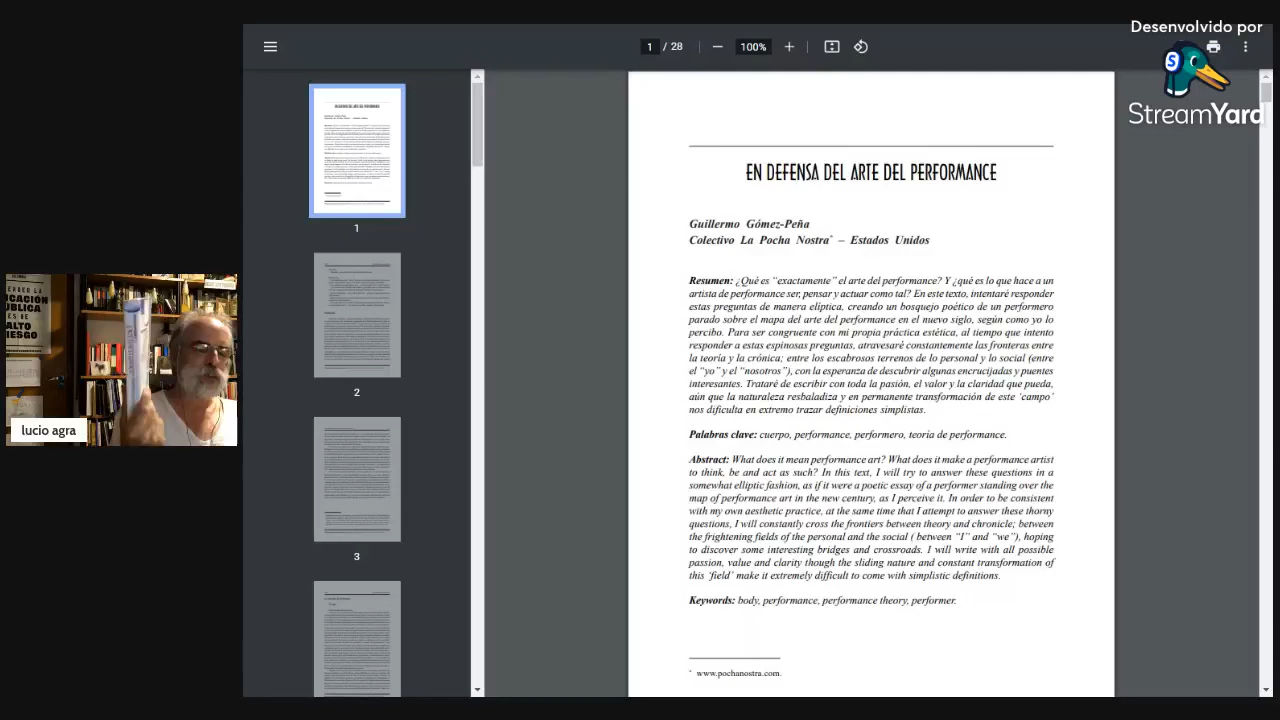 Desenvolvido por
StreamYard
1 / 28
100%
EN DEFENSA DEL ARTE DEL PERFORMANCE
Guillermo Gómez-Peña
Colectivo La Pocha Nostra* – Estados Unidos
Resumen: ¿Qué es "exactamente" el arte del performance? Y ¿qué es lo que hace a un
artista de performance ser, pensar y actuar como tal? En este texto, intentaré responder
estas preguntas de manera elíptica, creando un bosquejo poético de un performero
parado sobre el mapa del arte del performance en el nuevo siglo, según como yo lo
percibo. Para ser congruente con mi propia práctica estética, al tiempo que intento
responder a estas espinosas preguntas, atravesaré constantemente las fronteras entre
la teoría y la crónica; entre los escabrosos terrenos de lo personal y lo social (entre
el "yo" y el "nosotros"), con la esperanza de descubrir algunas encrucijadas y puentes
interesantes. Trataré de escribir con toda la pasión, el valor y la claridad que pueda,
aún que la naturaleza resbaladiza y en permanente transformación de este 'campo'
nos dificulta en extremo trazar definiciones simplistas.
Palabras clave: cuerpo, performance, performero, teoria de performance.
Abstract: What does it mean performance art? What does it make a performance artist
to think, be and act as such? In this text, I will try to answer these questions in a
somewhat elliptic fashion, as if it were a poetic essay of a performer standing over the
map of performance art in the new century, as I perceive it. In order to be consistent
with my own aesthetic practice, at the same time that I attempt to answer these thorny
questions, I will constantly cross the frontiers between theory and chronicle; between
the frightening fields of the personal and the social ( between "I" and "we"), hoping
to discover some interesting bridges and crossroads. I will write with all possible
passion, value and clarity though the sliding nature and constant transformation of
this 'field' make it extremely difficult to come with simplistic definitions.
Keywords: body, performance, performance theory, performer.
* www.pochanostra.com.
1
2
3
PÚBLICA
ES DE
ALTO
lucio agra